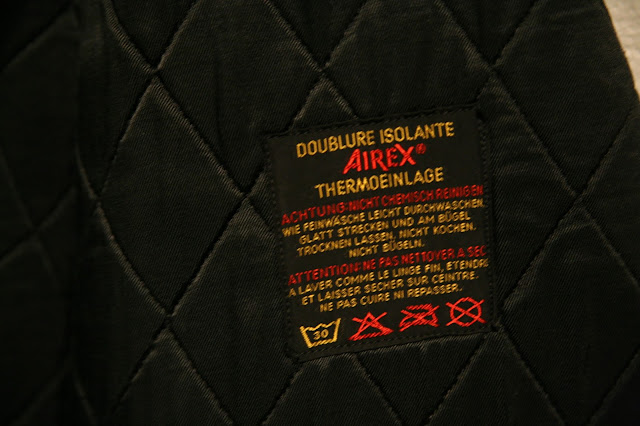 DOUBLURE ISOLANTE
AIREX®
THERMOEINLAGE
ACHTUNG: NICHT CHEMISCH REINIGEN
WIE FEINWÄSCHE LEICHT DURCHWASCHEN,
GLATT STRECKEN UND AM BÜGEL
TROCKNEN LASSEN, NICHT KOCHEN.
NICHT BÜGELN.
ATTENTION: NE PAS NETTOYER A SEC
A LAVER COMME LE LINGE FIN, ETENDRE
ET LAISSER SECHER SUR CEINTRE.
NE PAS CUIRE NI REPASSER.
30